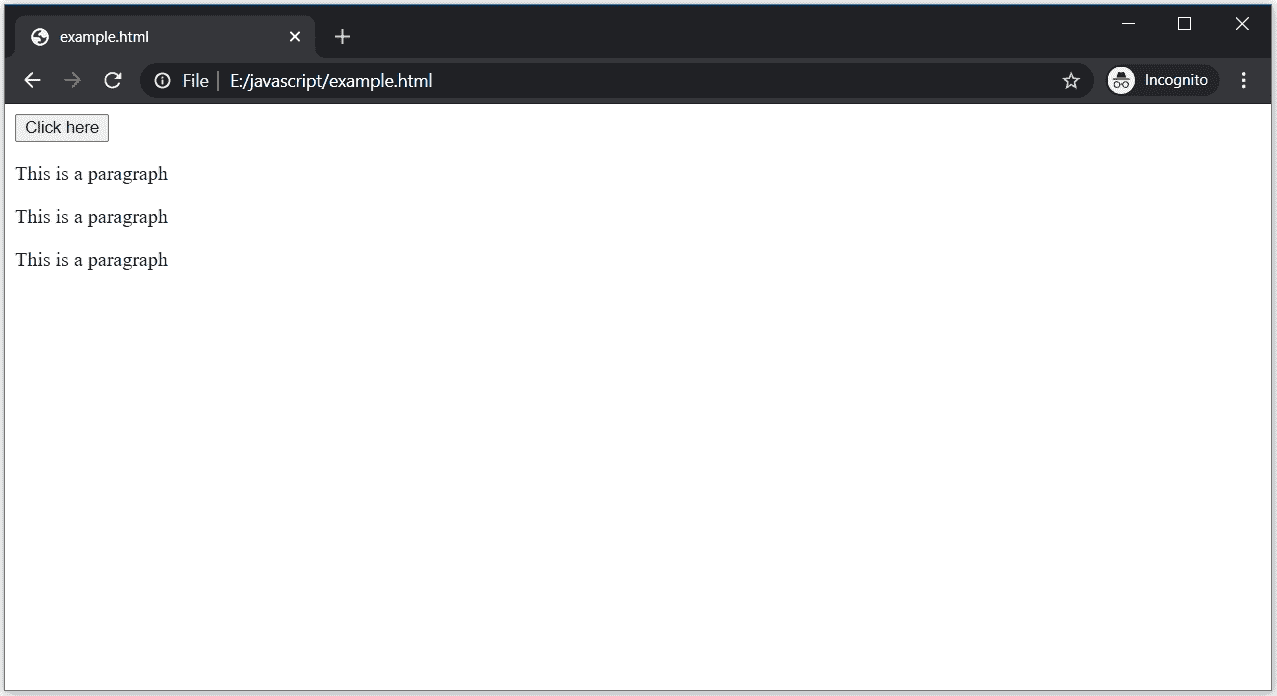 example.html
File E:/javascript/example.html Incognito
Click here
This is a paragraph
This is a paragraph
This is a paragraph